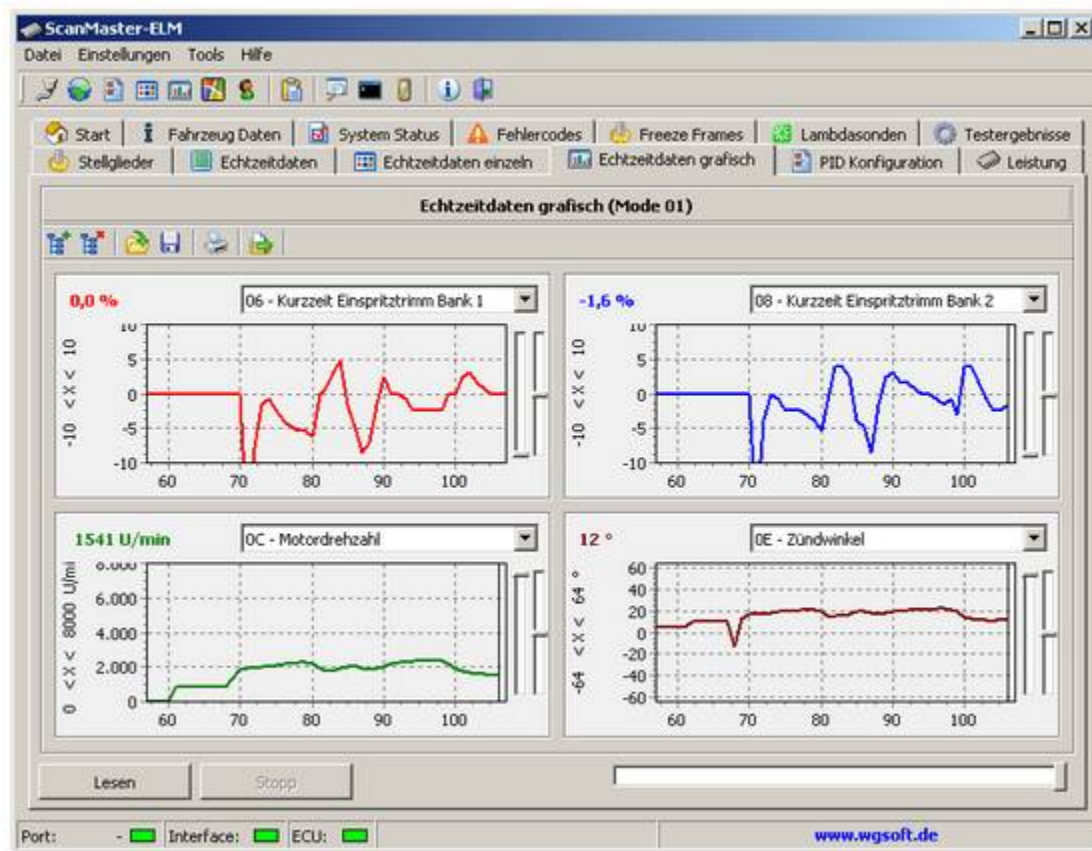 ScanMaster-ELM
Datei Einstellungen Tools Hilfe
Start Fahrzeug Daten System Status Fehlercodes Freeze Frames Lambdasonden Testergebnisse
Stellglieder Echtzeitdaten Echtzeitdaten einzeln Echtzeitdaten grafisch PID Konfiguration Leistung
Echtzeitdaten grafisch (Mode 01)
0,0 % 06 - Kurzzeit Einspritztrimm Bank 1
-10 < X < 10
10
5
0
-5
-10
60 70 80 90 100
-1,6 % 08 - Kurzzeit Einspritztrimm Bank 2
-10 < X < 10
10
5
0
-5
-10
60 70 80 90 100
1541 U/min 0C - Motordrehzahl
0 < X < 8000 U/mi
8.000
6.000
4.000
2.000
0
60 70 80 90 100
12 ° 0E - Zündwinkel
-64 < X < 64 °
60
40
20
0
-20
-40
-60
60 70 80 90 100
Lesen Stopp
Port: - Interface: ECU: www.wgsoft.de